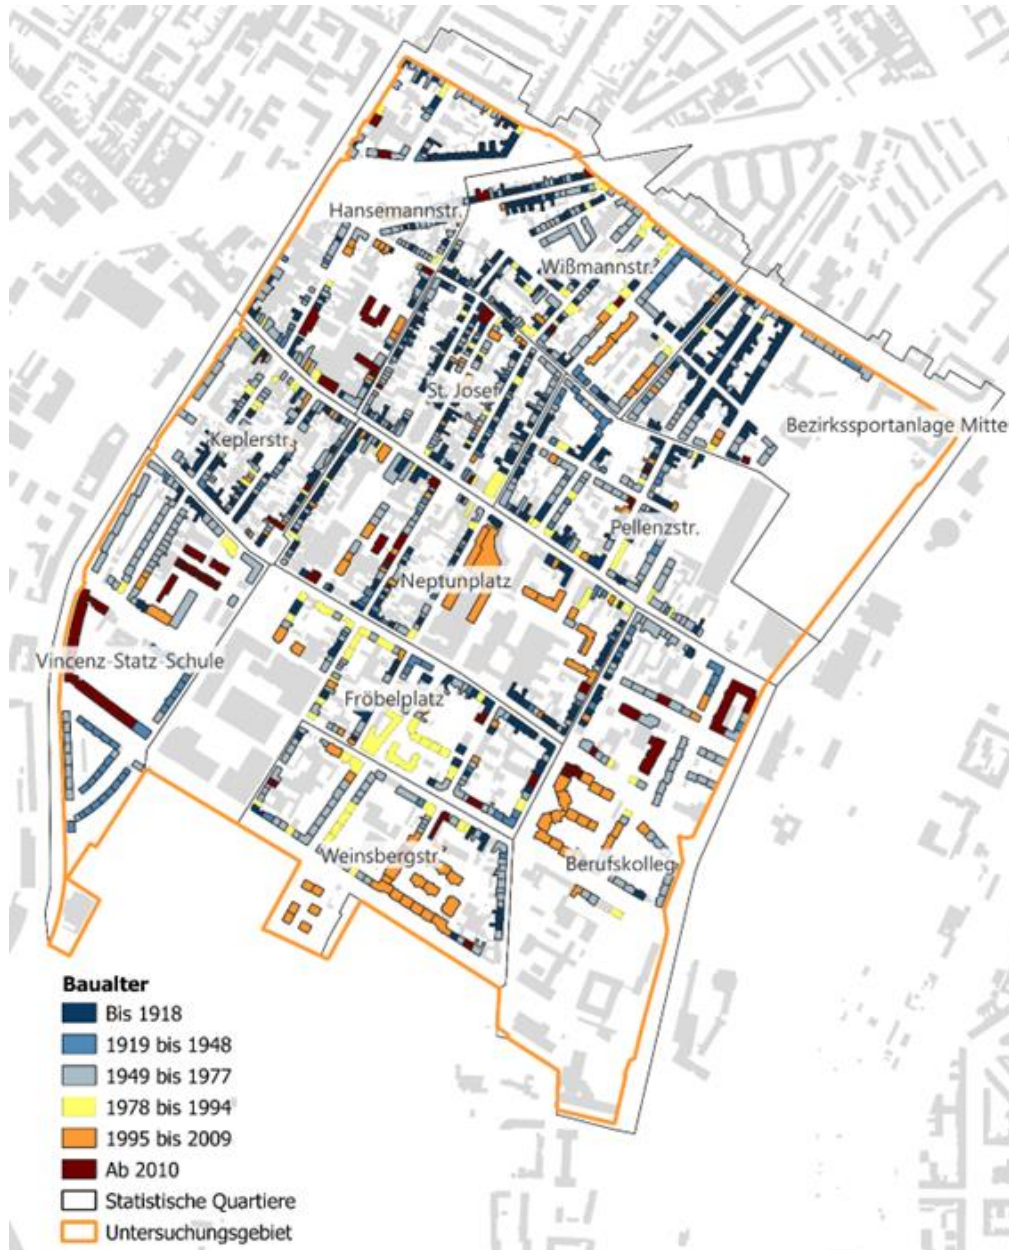 Hansemannstr.
Wißmannstr.
St. Josef
Bezirkssportanlage Mitte
Keplerstr.
Pellenzstr.
Neptunplatz
Vincenz-Statz-Schule
Fröbelplatz
Weinsbergstr.
Berufskolleg
Baualter
Bis 1918
1919 bis 1948
1949 bis 1977
1978 bis 1994
1995 bis 2009
Ab 2010
Statistische Quartiere
Untersuchungsgebiet